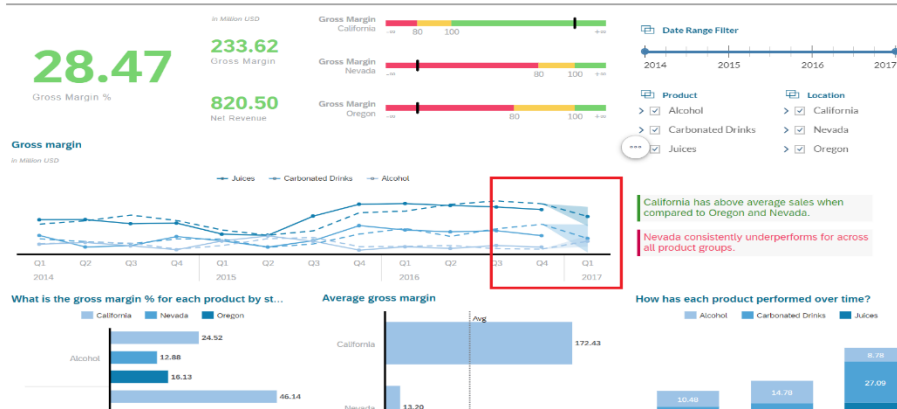 in Million USD
28.47
Gross Margin %
233.62
Gross Margin
820.50
Net Revenue
Gross Margin
California
-∞ 80 100 +∞
Gross Margin
Nevada
-∞ 80 100 +∞
Gross Margin
Oregon
-∞ 80 100 +∞
Date Range Filter
2014 2015 2016 2017
Product
Alcohol
Carbonated Drinks
Juices
Location
California
Nevada
Oregon
Gross margin
in Million USD
Juices Carbonated Drinks Alcohol
Q1 Q2 Q3 Q4 Q1 Q2 Q3 Q4 Q1 Q2 Q3 Q4 Q1
2014 2015 2016 2017
California has above average sales when
compared to Oregon and Nevada.
Nevada consistently underperforms for across
all product groups.
What is the gross margin % for each product by st...
California Nevada Oregon
Alcohol
24.52
12.88
16.13
46.14
Average gross margin
Avg
California
172.43
Nevada
13.20
How has each product performed over time?
Alcohol Carbonated Drinks Juices
10.48
14.78
8.78
27.09